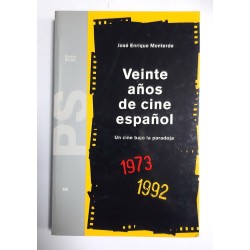 José Enrique Monterde
Veinte
años
de cine
español
Un cine bajo la paradoja
1973
1992
PS